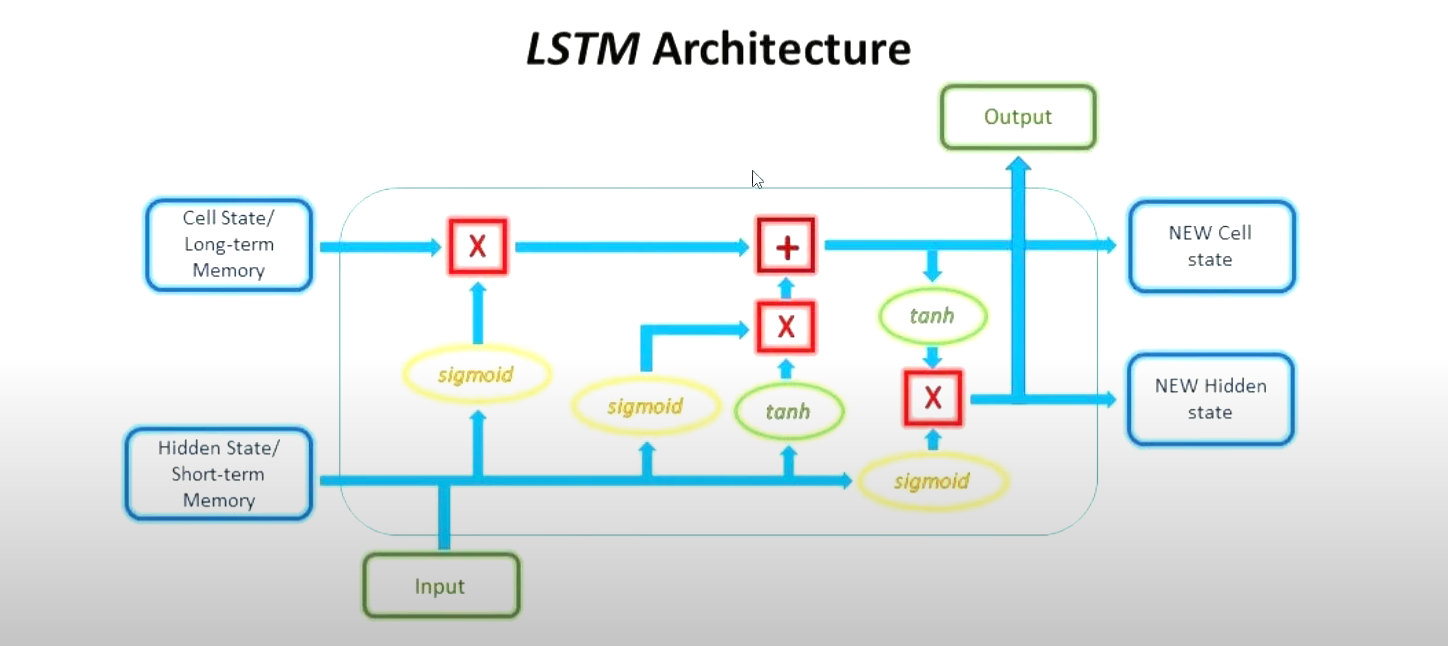 LSTM Architecture
Output
Cell State/
Long-term
Memory
X
+
NEW Cell
state
tanh
X
sigmoid
sigmoid
tanh
X
NEW Hidden
state
Hidden State/
Short-term
Memory
sigmoid
Input